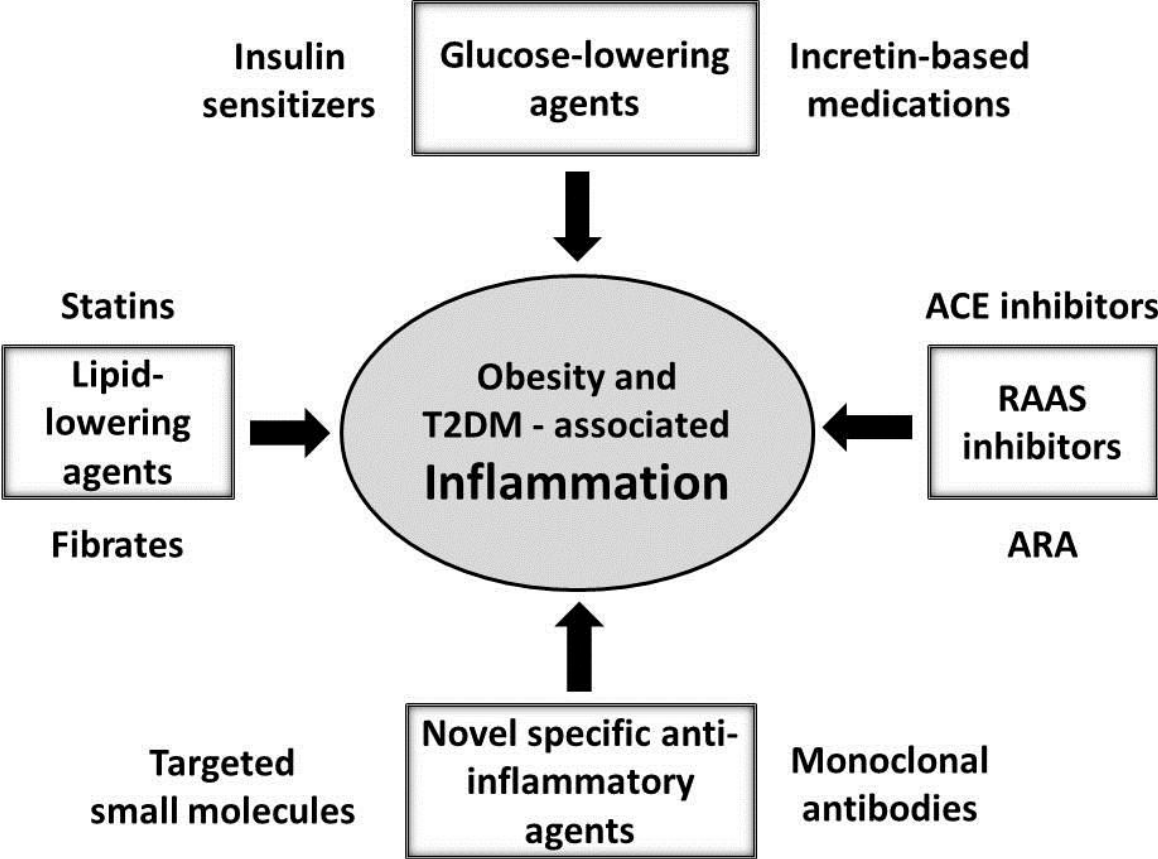 Insulin
sensitizers
Glucose-lowering
agents
Incretin-based
medications
Statins
Lipid-
lowering
agents
Fibrates
Obesity and
T2DM - associated
Inflammation
ACE inhibitors
RAAS
inhibitors
ARA
Targeted
small molecules
Novel specific anti-
inflammatory
agents
Monoclonal
antibodies